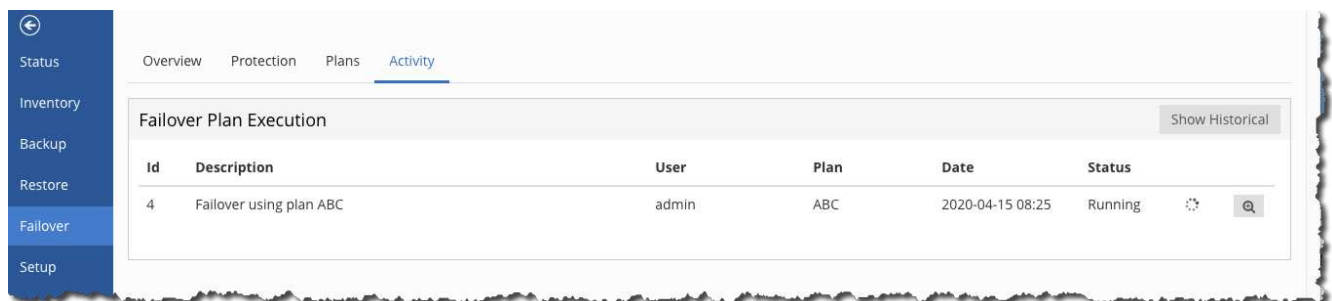 Status
Inventory
Backup
Restore
Failover
Setup
Overview Protection Plans Activity
Failover Plan Execution Show Historical
Id Description User Plan Date Status
4 Failover using plan ABC admin ABC 2020-04-15 08:25 Running